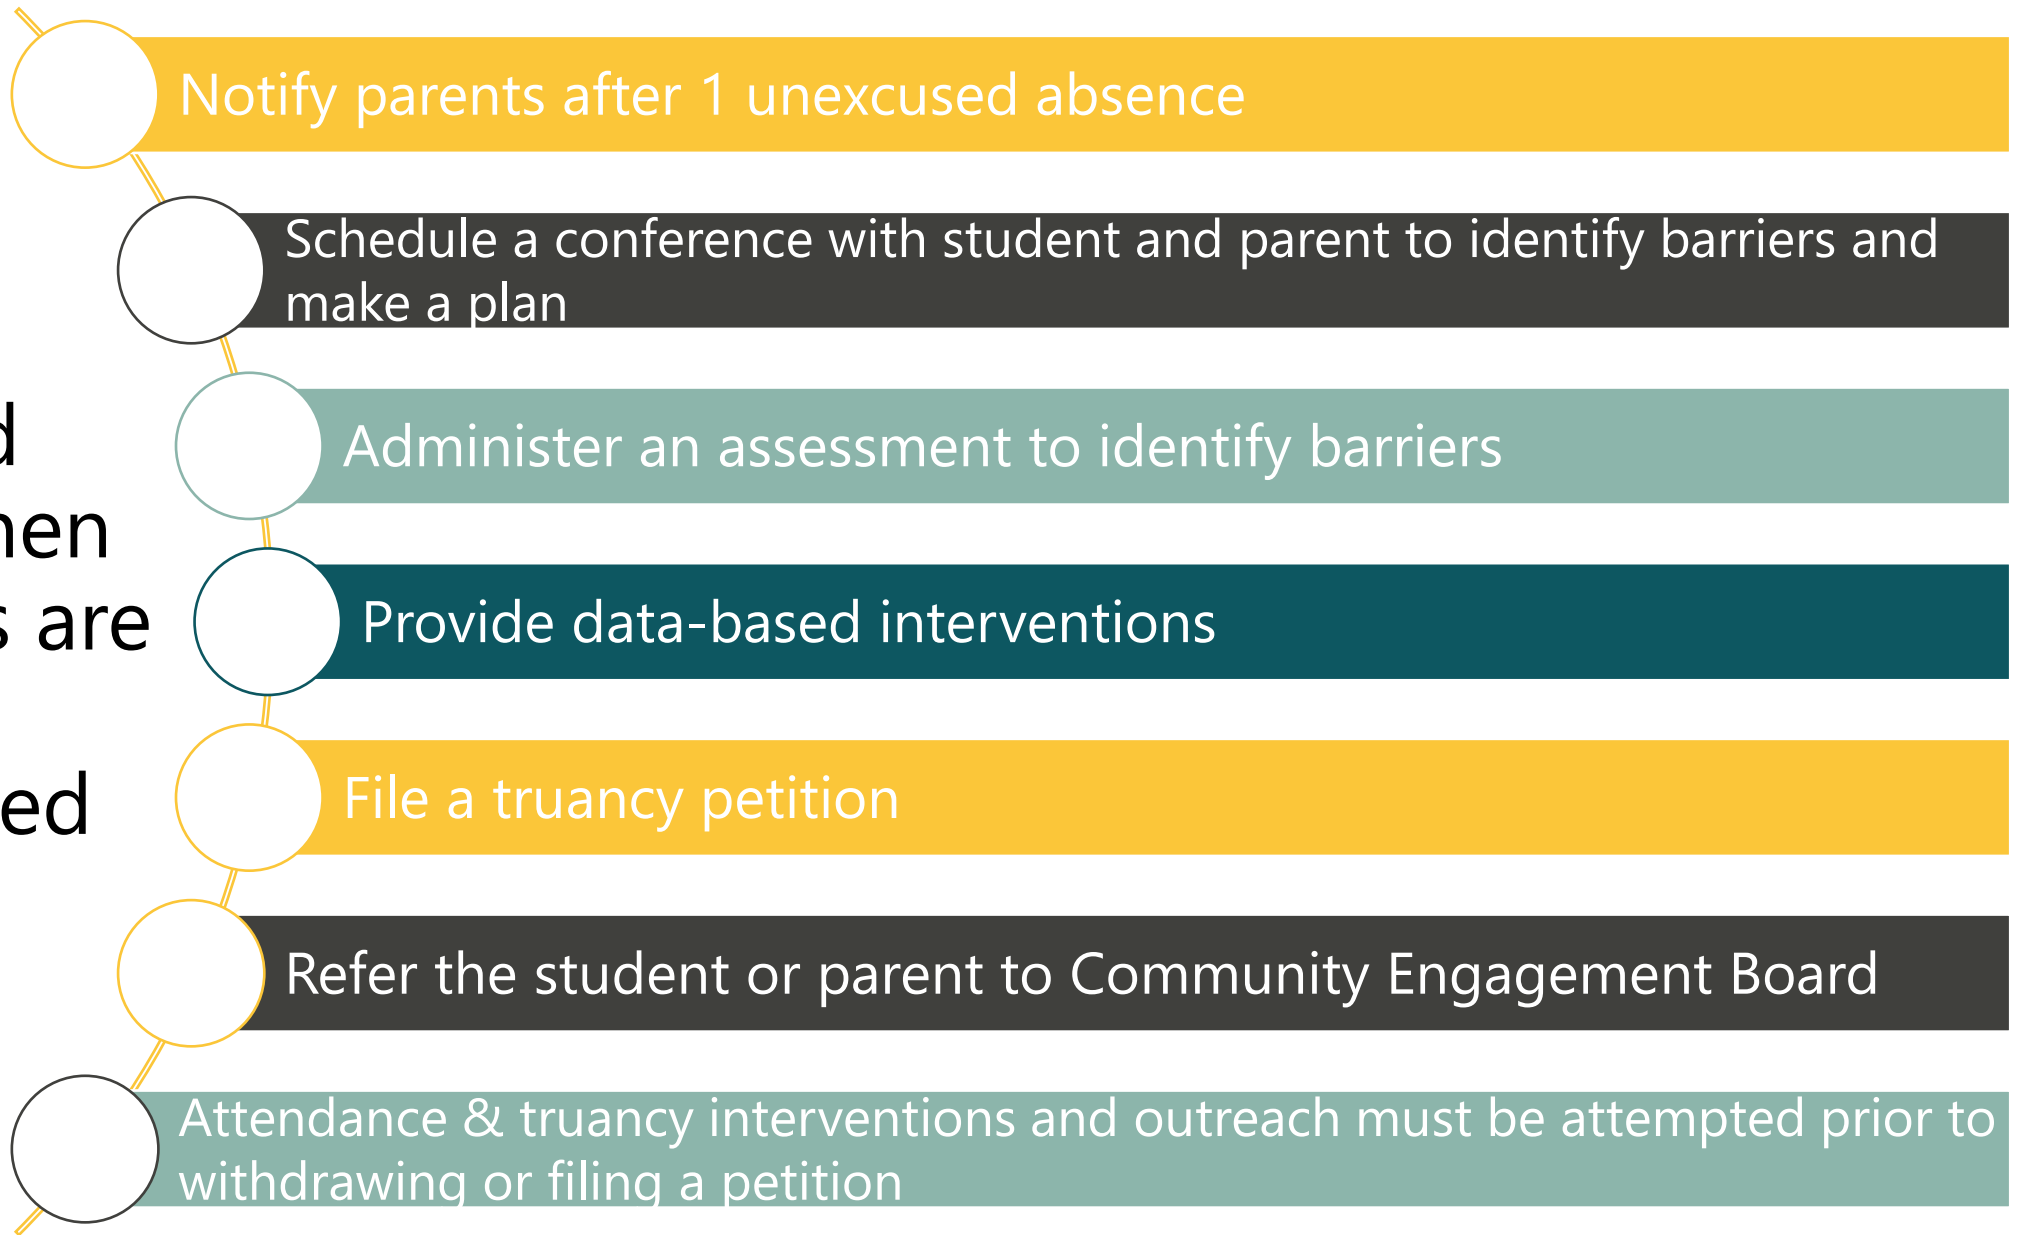 Notify parents after 1 unexcused absence
Schedule a conference with student and parent to identify barriers and
make a plan
Administer an assessment to identify barriers
Provide data-based interventions
File a truancy petition
Refer the student or parent to Community Engagement Board
Attendance & truancy interventions and outreach must be attempted prior to
withdrawing or filing a petition
are